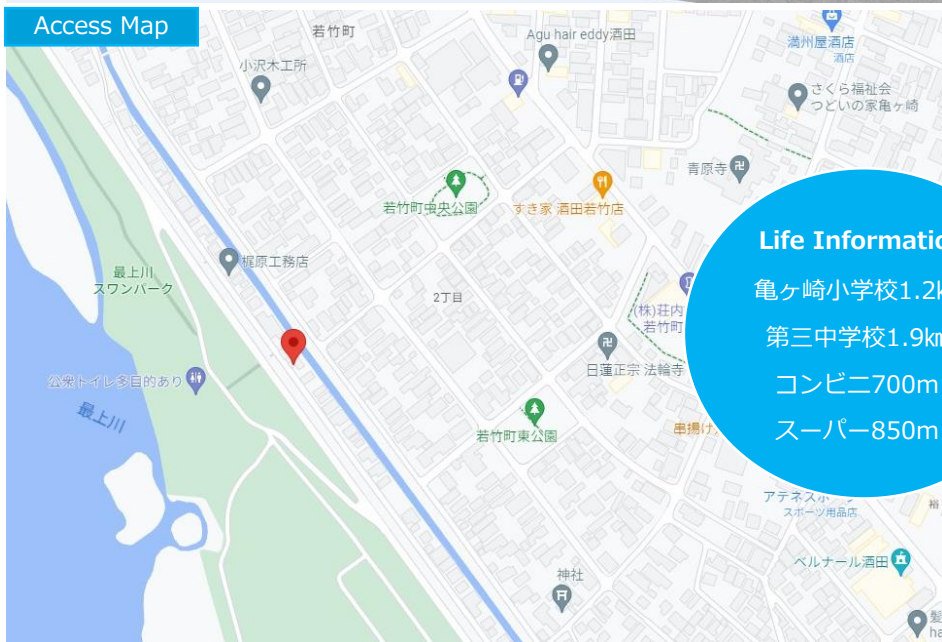 Access Map
若竹町
Agu hair eddy酒田
満州屋酒店
酒店
小沢木工所
さくら福祉会
つどいの家亀ヶ崎
青原寺
若竹町中央公園
すき家 酒田若竹店
Life Informatio
亀ヶ崎小学校1.2k
第三中学校1.9㎞
コンビニ700m
スーパー850m
梶原工務店
最上川
スワンパーク
2丁目
(株)荘内
若竹町
日蓮正宗 法輪寺
公衆トイレ多目的あり
最上川
若竹町東公園
串揚げ
アテネスポ
スポーツ用品店
ベルナール酒田
神社
ha